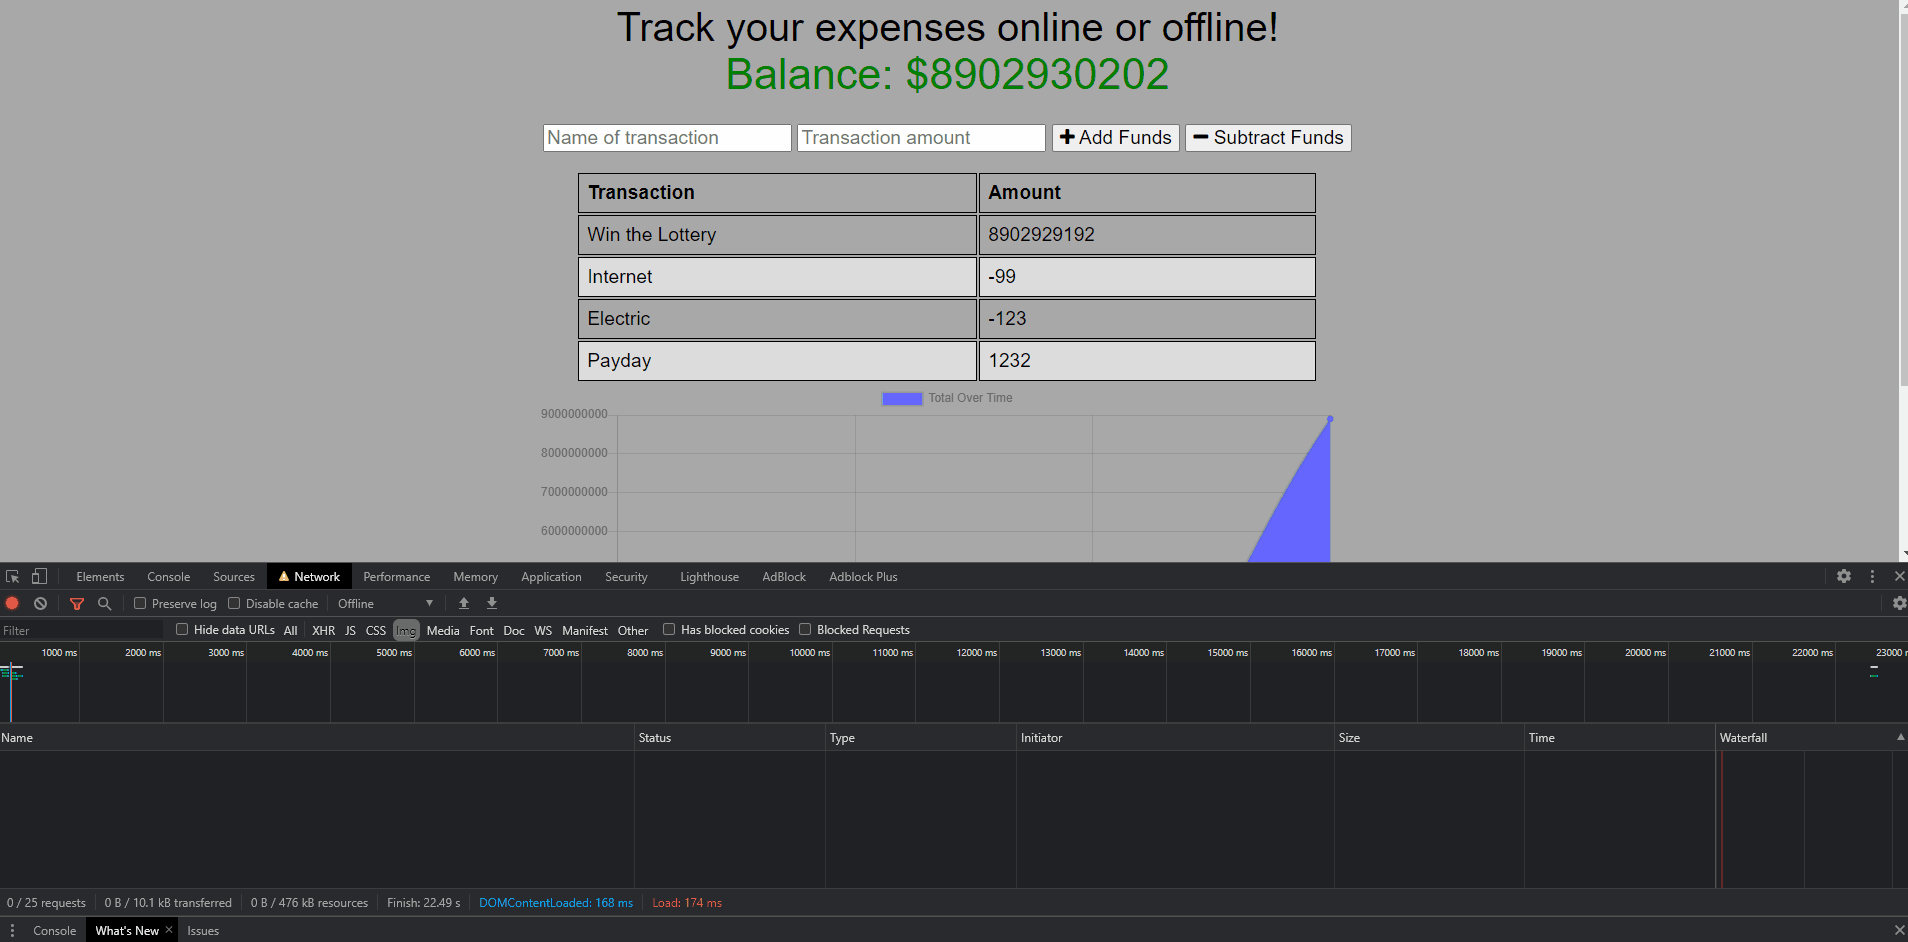 Track your expenses online or offline!
Balance: $8902930202
Name of transaction Transaction amount Add Funds Subtract Funds
Transaction Amount
Win the Lottery 8902929192
Internet -99
Electric -123
Payday 1232
Total Over Time
9000000000
8000000000
7000000000
6000000000
Elements Console Sources Network Performance Memory Application Security Lighthouse AdBlock Adblock Plus
Preserve log Disable cache Offline
Filter Hide data URLs All XHR JS CSS Img Media Font Doc WS Manifest Other Has blocked cookies Blocked Requests
1000 ms 2000 ms 3000 ms 4000 ms 5000 ms 6000 ms 7000 ms 8000 ms 9000 ms 10000 ms 11000 ms 12000 ms 13000 ms 14000 ms 15000 ms 16000 ms 17000 ms 18000 ms 19000 ms 20000 ms 21000 ms 22000 ms 23000
Name Status Type Initiator Size Time Waterfall
0 / 25 requests 0 B / 10.1 kB transferred 0 B / 476 kB resources Finish: 22.49 s DOMContentLoaded: 168 ms Load: 174 ms
Console What's New Issues